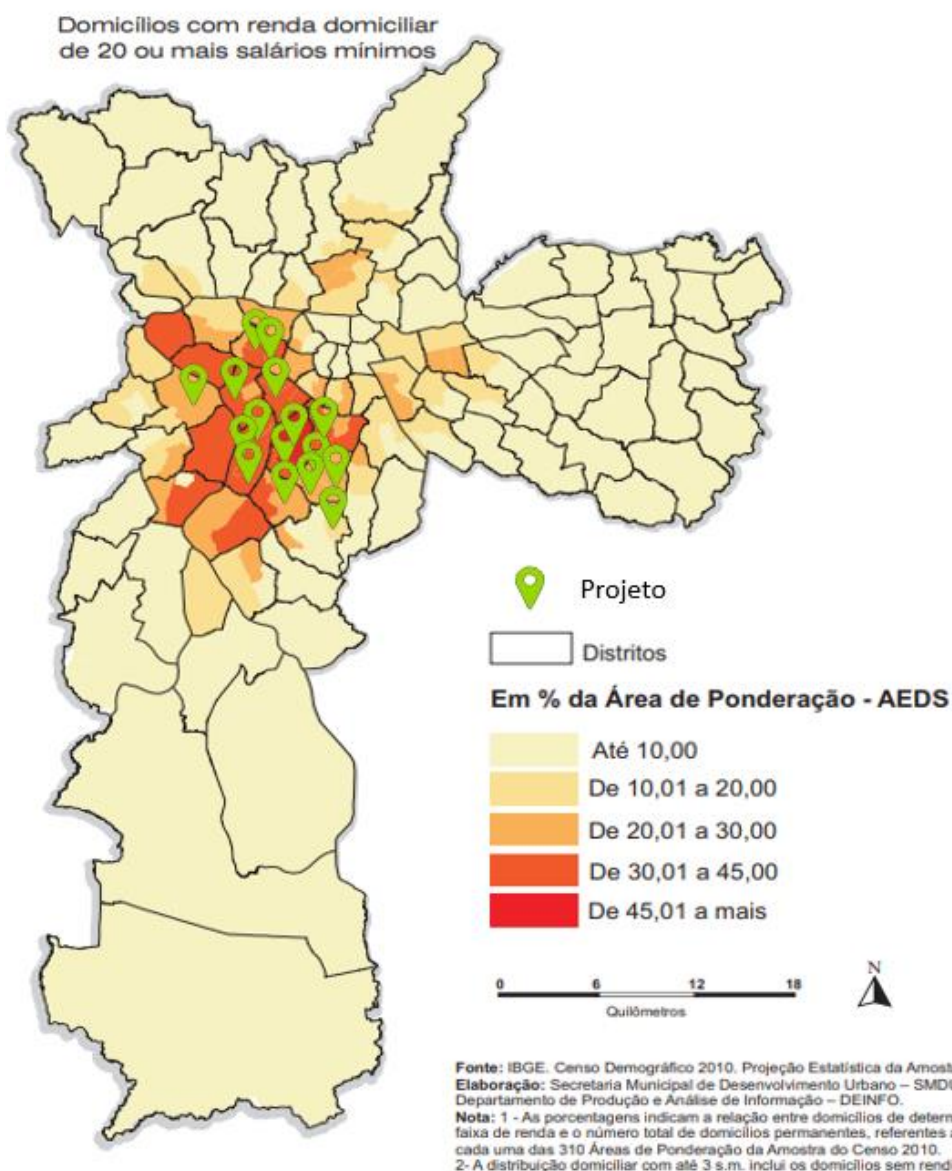 Domicílios com renda domiciliar
de 20 ou mais salários mínimos
Projeto
Distritos
Em % da Área de Ponderação - AEDS
Até 10,00
De 10,01 a 20,00
De 20,01 a 30,00
De 30,01 a 45,00
De 45,01 a mais
0 6 12 18
Quilômetros
N
Fonte: IBGE. Censo Demográfico 2010. Projeção Estatística da
Elaboração: Secretaria Municipal de Desenvolvimento Urbano –
Departamento de Produção e Análise de Informação – DEINFO.
Nota: 1 - As porcentagens indicam a relação entre domicílios de
faixa de renda e o número total de domicílios permanentes, referentes
cada uma das 310 Áreas de Ponderação da Amostra do Censo 2010.
2- A distribuição domiciliar com até 3 s.m. inclui os domicílios sem